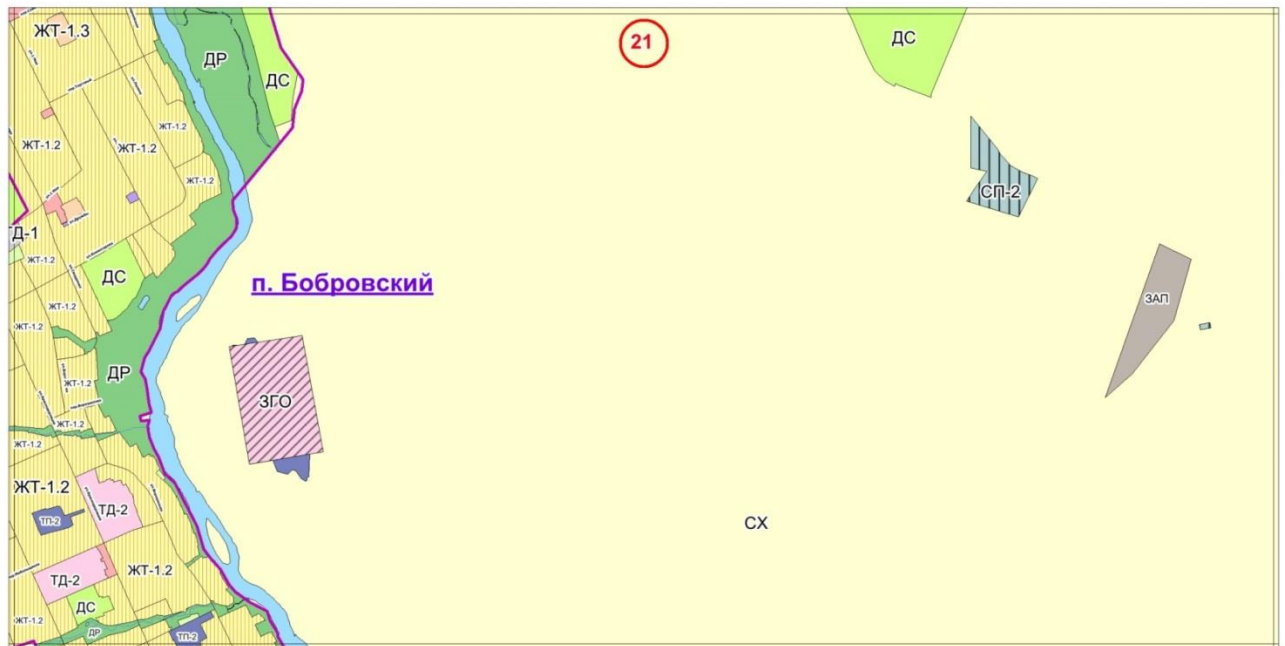 ЖТ-1.3
21
ДС
ДР
ДС
ЖТ-1.2
ЖТ-1.2
ЖТ-1.2
ЖТ-1.2
СП-2
ТД-1
ЖТ-1.2
ДС
п. Бобровский
ЖТ-1.2
ЗАП
ЖТ-1.2
ДР
ЖТ-1.2
ЗГО
ЖТ-1.2
ЖТ-1.2
ЖТ-1.2
ТД-2
ТП-2
СХ
ЖТ-1.2
ТД-2
ДС
ЖТ-1.2
ДР
ТП-2